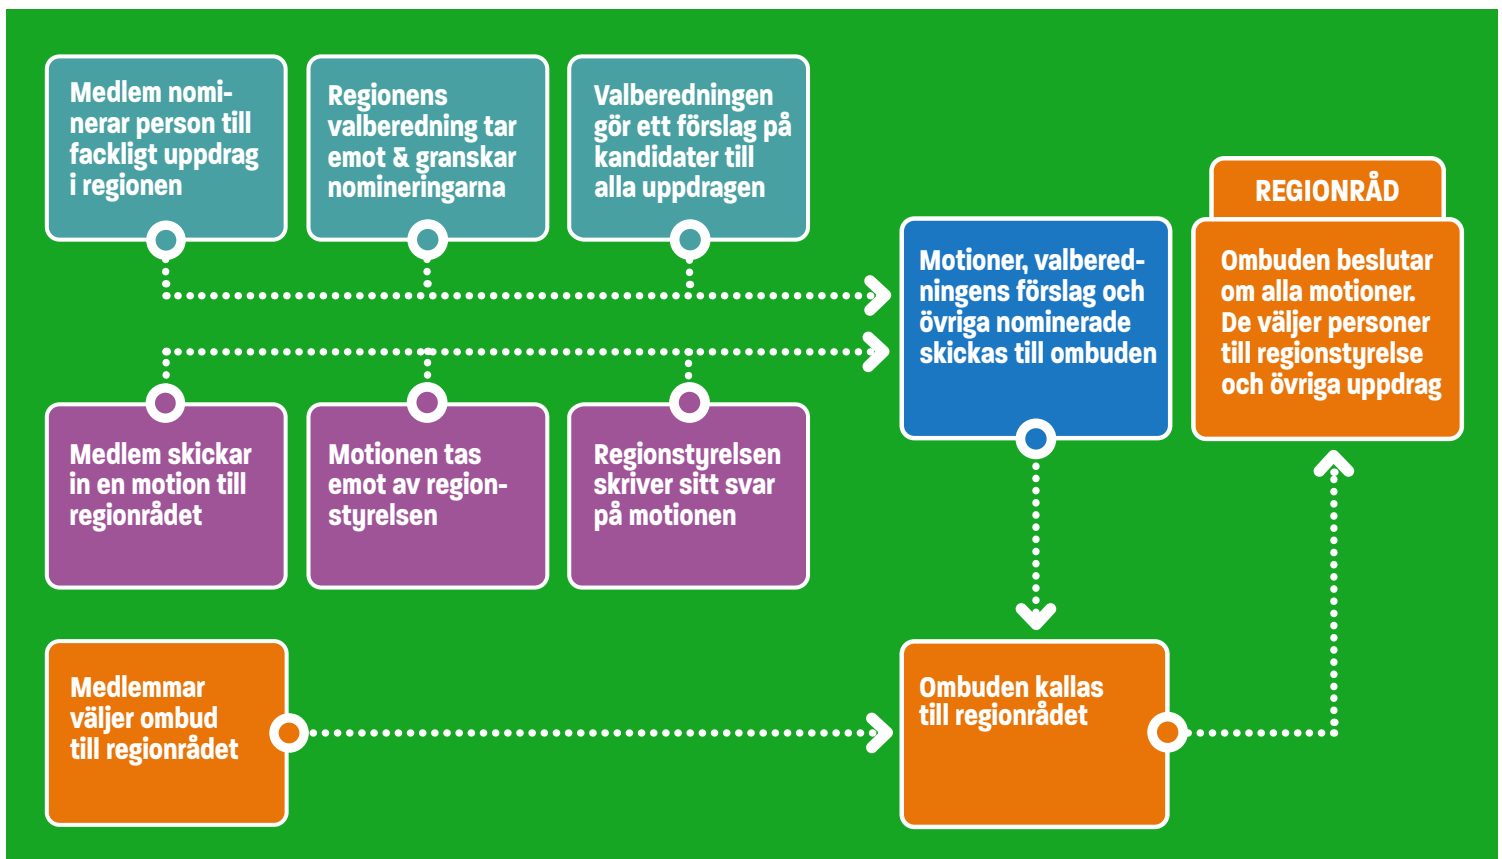 Medlem nomi-
nerar person till
fackligt uppdrag
i regionen
Regionens
valberedning tar
emot & granskar
nomineringarna
Valberedningen
gör ett förslag på
kandidater till
alla uppdragen
Medlem skickar
in en motion till
regionrådet
Motionen tas
emot av region-
styrelsen
Regionstyrelsen
skriver sitt svar
på motionen
Medlemmar
väljer ombud
till regionrådet
Motioner, valbered-
ningens förslag och
övriga nominerade
skickas till ombuden
Ombuden kallas
till regionrådet
REGIONRÅD
Ombuden beslutar
om alla motioner.
De väljer personer
till regionstyrelse
och övriga uppdrag